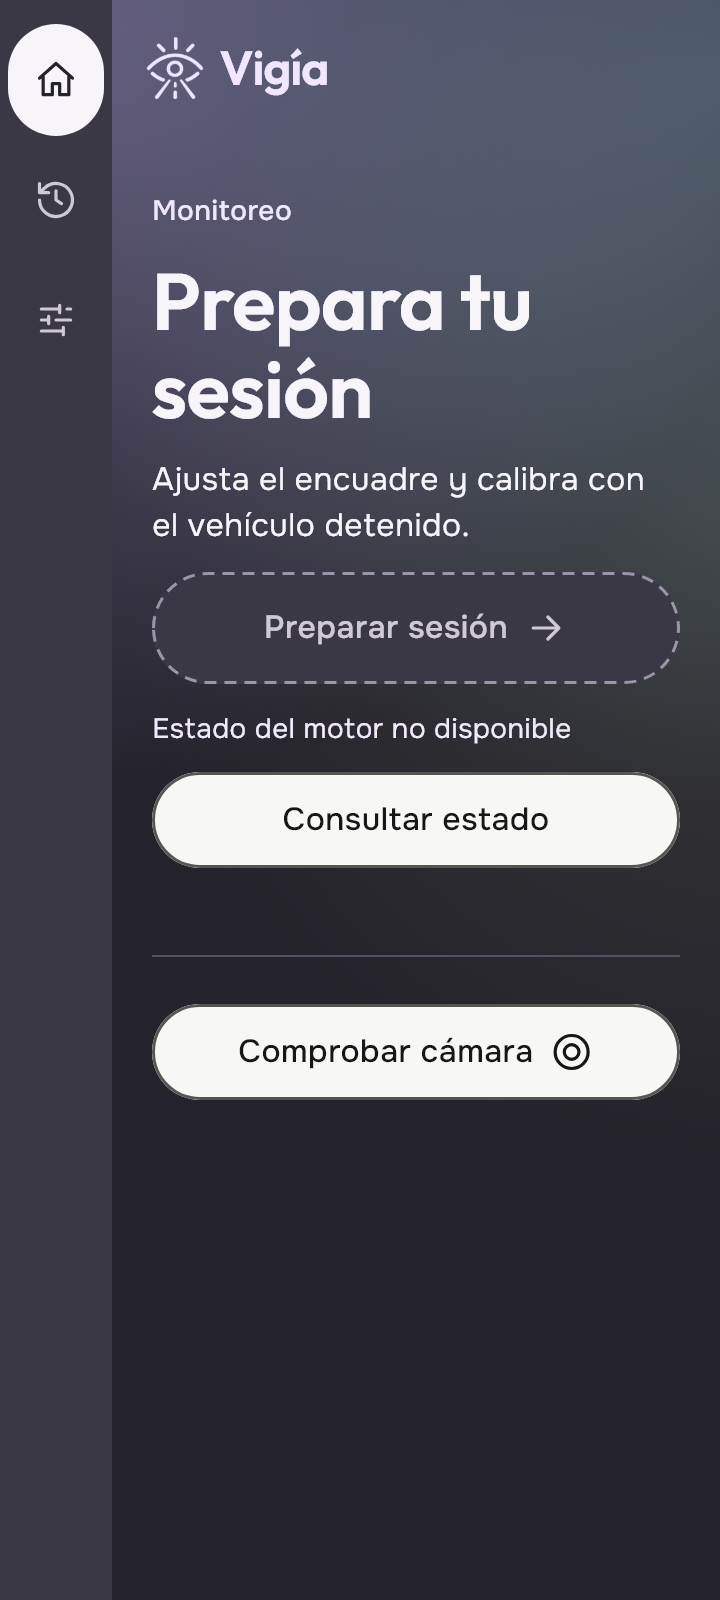 Vigía
Monitoreo
Prepara tu
sesión
Ajusta el encuadre y calibra con
el vehículo detenido.
Preparar sesión
Estado del motor no disponible
Consultar estado
Comprobar cámara